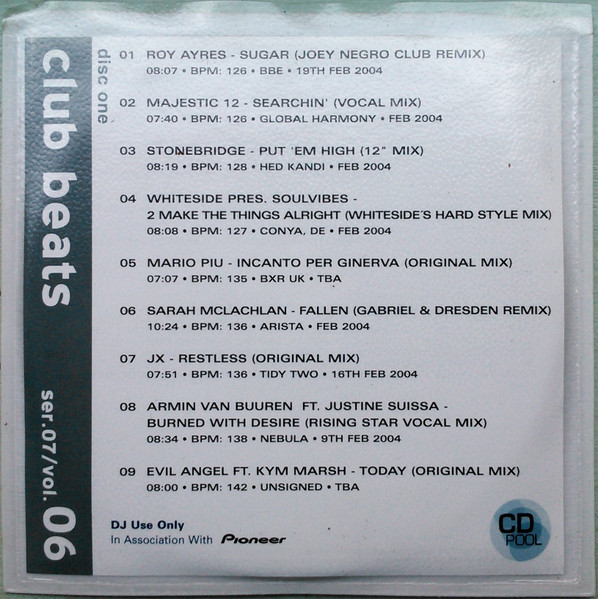 club beats
ser.07/vol. 06
disc one
01 ROY AYRES - SUGAR (JOEY NEGRO CLUB REMIX)
08:07 • BPM: 126 • BBE • 19TH FEB 2004
02 MAJESTIC 12 - SEARCHIN' (VOCAL MIX)
07:40 • BPM: 126 • GLOBAL HARMONY • FEB 2004
03 STONEBRIDGE - PUT 'EM HIGH (12" MIX)
08:19 • BPM: 128 • HED KANDI • FEB 2004
04 WHITESIDE PRES. SOULVIBES -
2 MAKE THE THINGS ALRIGHT (WHITESIDE'S HARD STYLE MIX)
08:08 • BPM: 127 • CONYA, DE • FEB 2004
05 MARIO PIU - INCANTO PER GINERVA (ORIGINAL MIX)
07:07 • BPM: 135 • BXR UK • TBA
06 SARAH MCLACHLAN - FALLEN (GABRIEL & DRESDEN REMIX)
10:24 • BPM: 136 • ARISTA • FEB 2004
07 JX - RESTLESS (ORIGINAL MIX)
07:51 • BPM: 136 • TIDY TWO • 16TH FEB 2004
08 ARMIN VAN BUUREN FT. JUSTINE SUISSA -
BURNED WITH DESIRE (RISING STAR VOCAL MIX)
08:34 • BPM: 138 • NEBULA • 9TH FEB 2004
09 EVIL ANGEL FT. KYM MARSH - TODAY (ORIGINAL MIX)
08:00 • BPM: 142 • UNSIGNED • TBA
DJ Use Only
In Association With Pioneer
CD
POOL